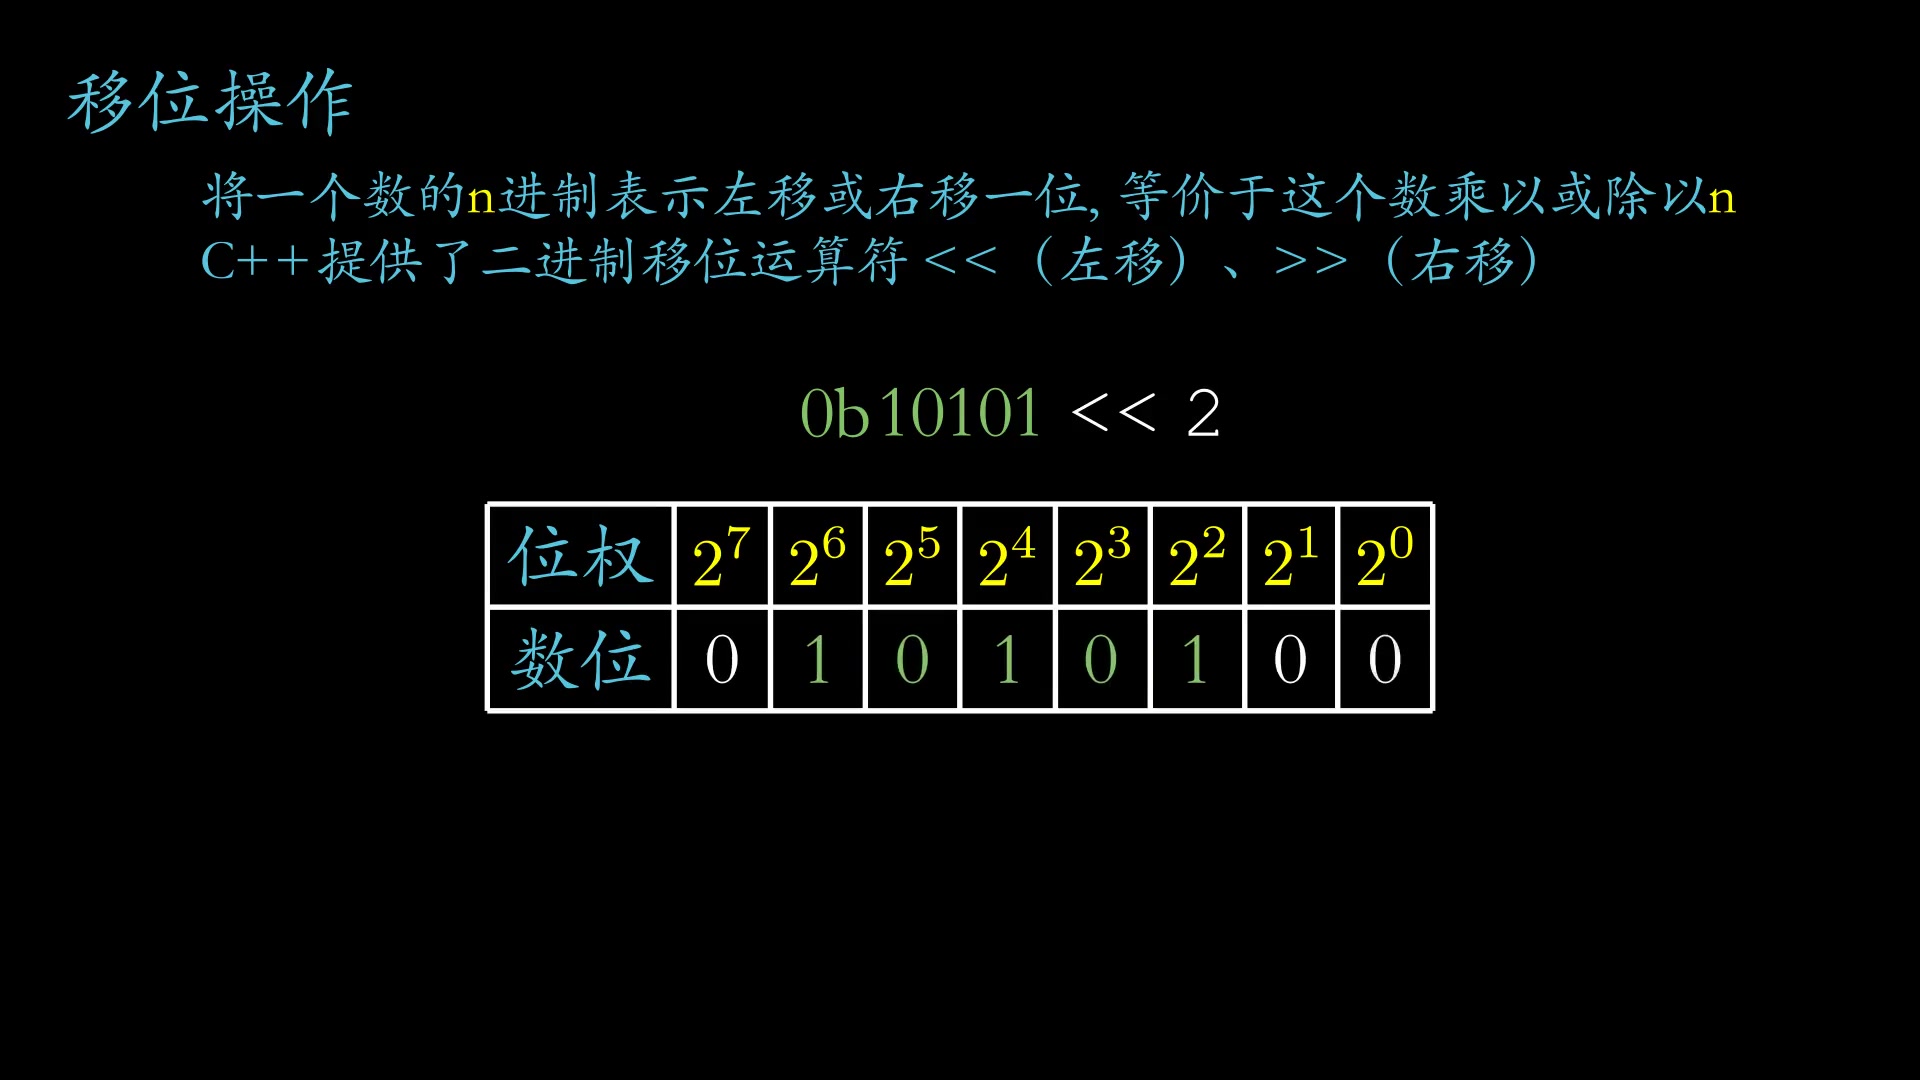 移位操作
将一个数的n进制表示左移或右移一位, 等价于这个数乘以或除以n
C++提供了二进制移位运算符 <<（左移）、>>（右移）
0b10101 << 2
位权 2^7 2^6 2^5 2^4 2^3 2^2 2^1 2^0
数位 0 1 0 1 0 1 0 0